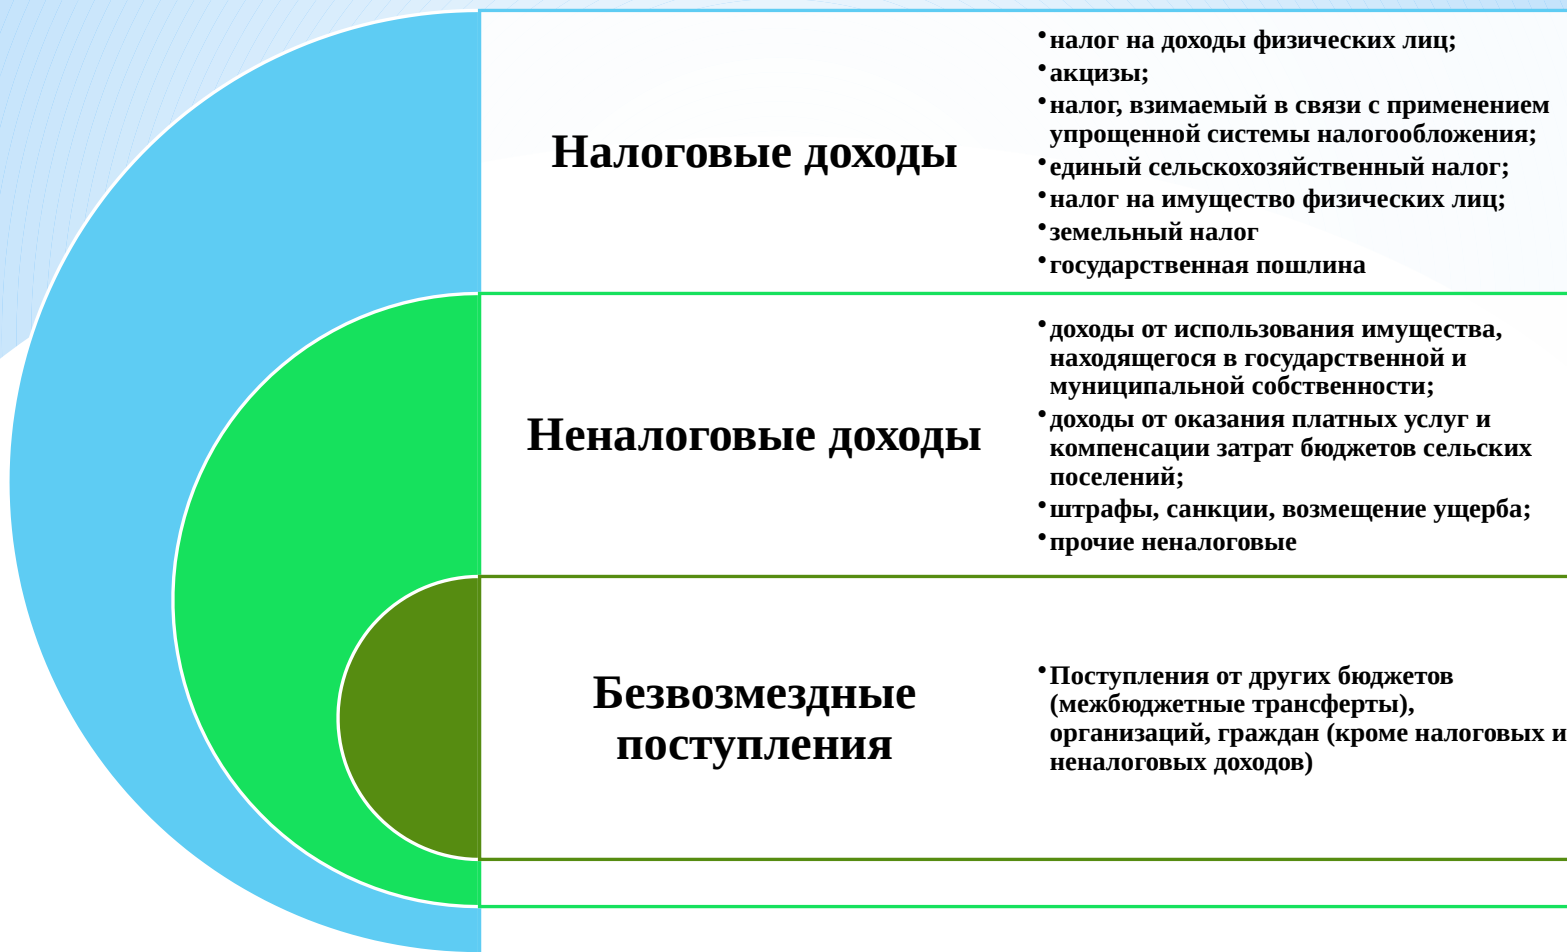 Налоговые доходы
•налог на доходы физических лиц;
•акцизы;
•налог, взимаемый в связи с применением
упрощенной системы налогообложения;
•единый сельскохозяйственный налог;
•налог на имущество физических лиц;
•земельный налог
•государственная пошлина
Неналоговые доходы
•доходы от использования имущества,
находящегося в государственной и
муниципальной собственности;
•доходы от оказания платных услуг и
компенсации затрат бюджетов сельских
поселений;
•штрафы, санкции, возмещение ущерба;
•прочие неналоговые
Безвозмездные
поступления
•Поступления от других бюджетов
(межбюджетные трансферты),
организаций, граждан (кроме налоговых и
неналоговых доходов)